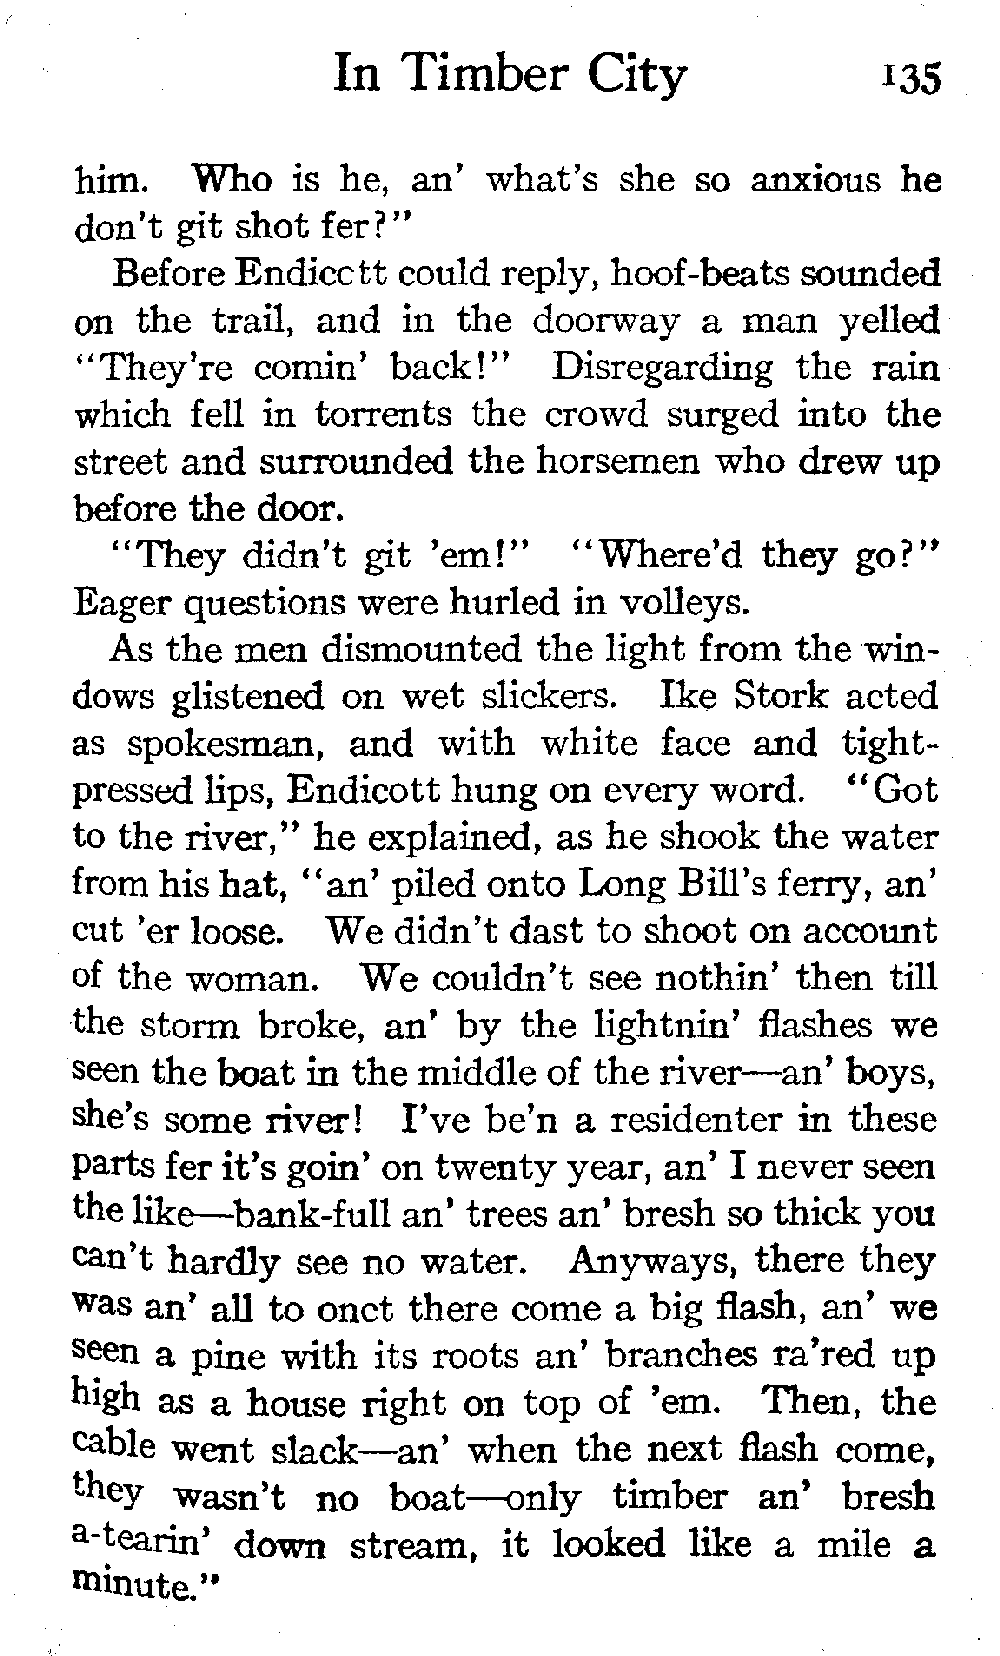 In Timber City 135
him. Who is he, an' what's she so anxious he
don't git shot fer?"
Before Endicctt could reply, hoof-beats sounded
on the trail, and in the doorway a man yelled
"They're comin' back!" Disregarding the rain
which fell in torrents the crowd surged into the
street and surrounded the horsemen who drew up
before the door.
"They didn't git 'em!" "Where'd they go?"
Eager questions were hurled in volleys.
As the men dismounted the light from the win-
dows glistened on wet slickers. Ike Stork acted
as spokesman, and with white face and tight-
pressed lips, Endicott hung on every word. "Got
to the river," he explained, as he shook the water
from his hat, "an' piled onto Long Bill's ferry, an'
cut 'er loose. We didn't dast to shoot on account
of the woman. We couldn't see nothin' then till
the storm broke, an' by the lightnin' flashes we
seen the boat in the middle of the river—an' boys,
she's some river! I've be'n a residenter in these
parts fer it's goin' on twenty year, an' I never seen
the like—bank-full an' trees an' bresh so thick you
can't hardly see no water. Anyways, there they
was an' all to onct there come a big flash, an' we
seen a pine with its roots an' branches ra'red up
high as a house right on top of 'em. Then, the
cable went slack—an' when the next flash come,
they wasn't no boat—only timber an' bresh
a-tearin' down stream, it looked like a mile a
minute."